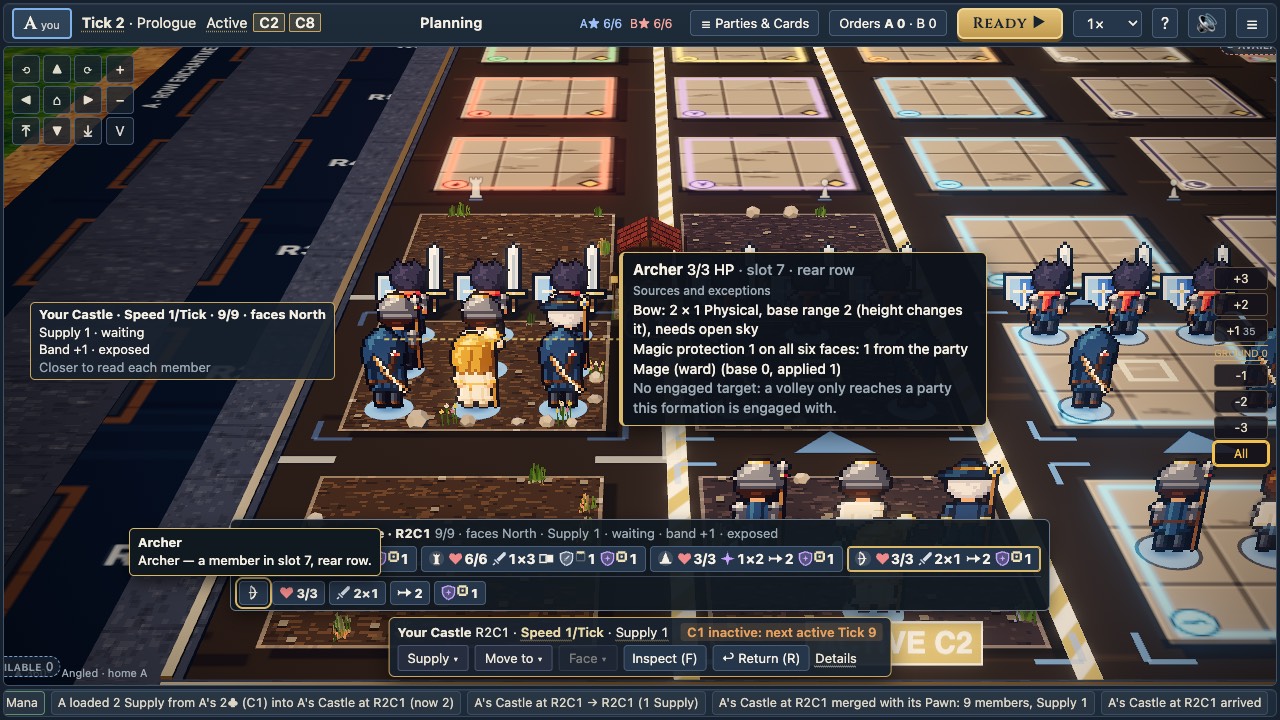 A you Tick 2 · Prologue Active C2 C8 Planning A★ 6/6 B★ 6/6 ≡ Parties & Cards Orders A 0 · B 0 READY ▶ 1× ? ≡
A-ROW ENCHANTME
V
Archer 3/3 HP · slot 7 · rear row
Sources and exceptions
Bow: 2 × 1 Physical, base range 2 (height changes
it), needs open sky
Magic protection 1 on all six faces: 1 from the party
Mage (ward) (base 0, applied 1)
No engaged target: a volley only reaches a party
this formation is engaged with.
+3
+2
+1 35
GROUND 0
-1
-2
-3
All
Your Castle · Speed 1/Tick · 9/9 · faces North
Supply 1 · waiting
Band +1 · exposed
Closer to read each member
· R2C1 9/9 · faces North · Supply 1 · waiting · band +1 · exposed
Archer
Archer — a member in slot 7, rear row.
1 6/6 1×3 1 1 3/3 1×2 2 1 3/3 2×1 2 1
3/3 2×1 2 1
Your Castle R2C1 · Speed 1/Tick · Supply 1 C1 inactive: next active Tick 9
Supply ▾ Move to ▾ Face ▾ Inspect (F) ↩ Return (R) Details
VE C2
ILABLE 0 Angled · home A
Mana A loaded 2 Supply from A's 2♣ (C1) into A's Castle at R2C1 (now 2) A's Castle at R2C1 → R2C1 (1 Supply) A's Castle at R2C1 merged with its Pawn: 9 members, Supply 1 A's Castle at R2C1 arrived